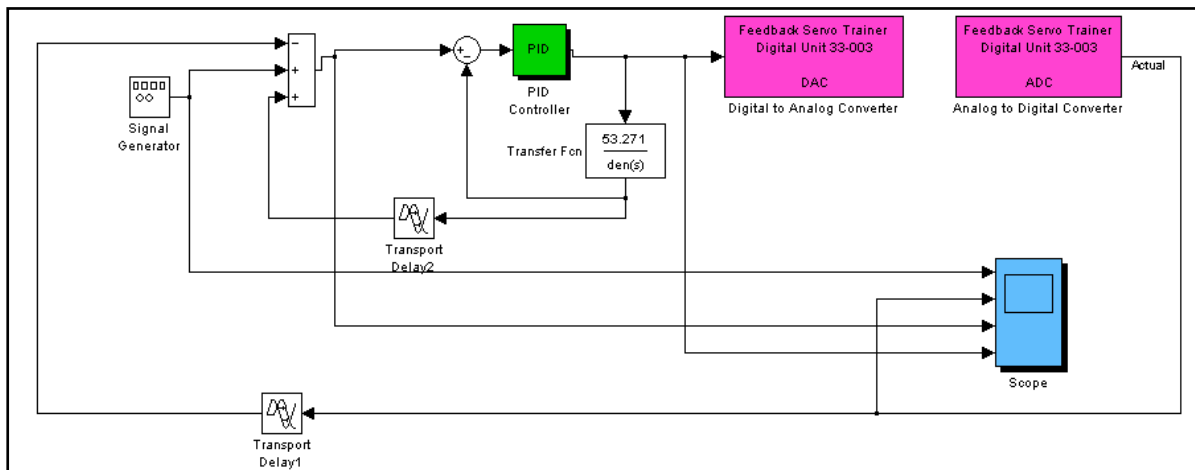 Feedback Servo Trainer
Digital Unit 33-003
DAC
Digital to Analog Converter
Feedback Servo Trainer
Digital Unit 33-003
ADC
Analog to Digital Converter
Actual
−
+
+
Signal
Generator
−
PID
PID
Controller
Transfer Fcn
53.271
den(s)
Transport
Delay2
Scope
Transport
Delay1